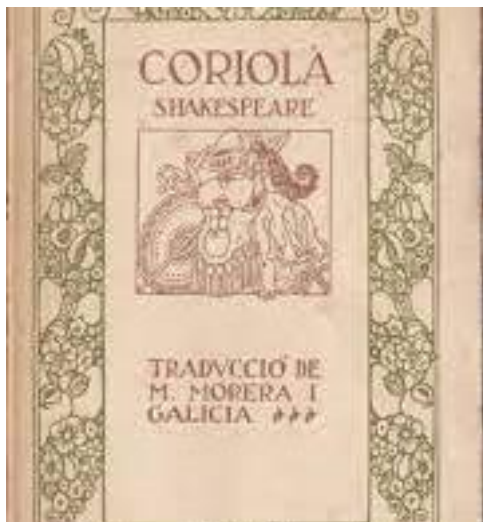 CORIOLÀ
SHAKESPEARE
TRADVCCIÓ DE
M. MORERA I
GALICIA